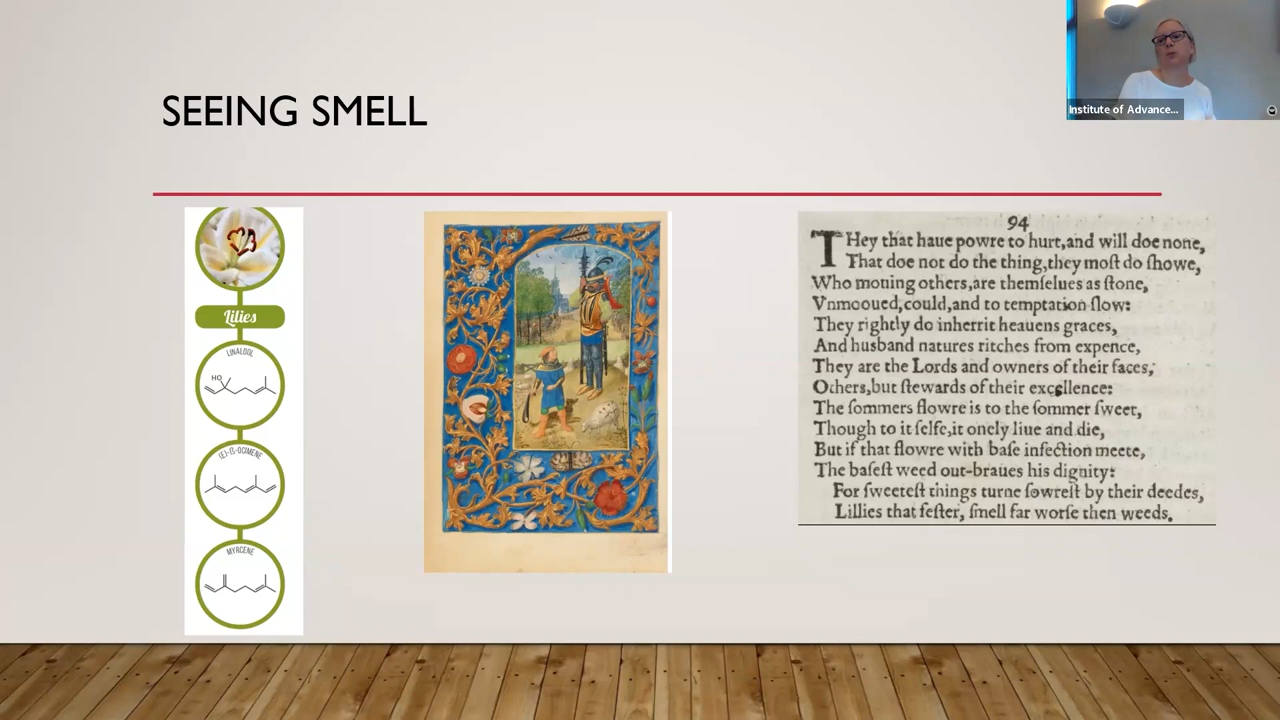 Institute of Advance...
SEEING SMELL
Lilies
LINALOOL
HO
(E)-β-OCIMENE
MYRCENE
94
THey that haue powre to hurt,and will doe none,
That doe not do the thing,they moſt do ſhowe,
Who mouing others,are themſelues as ſtone,
Vnmooued,could,and to temptation ſlow:
They rightly do inherrit heauens graces,
And husband natures ritches from expence,
They are the Lords and owners of their faces,
Others,but ſtewards of their excellence:
The ſommers flowre is to the ſommer ſweet,
Though to it ſelfe,it onely liue and die,
But if that flowre with baſe infection meete,
The baſeſt weed out-braues his dignity:
For ſweeteſt things turne ſowreſt by their deedes,
Lillies that feſter, ſmell far worſe then weeds.